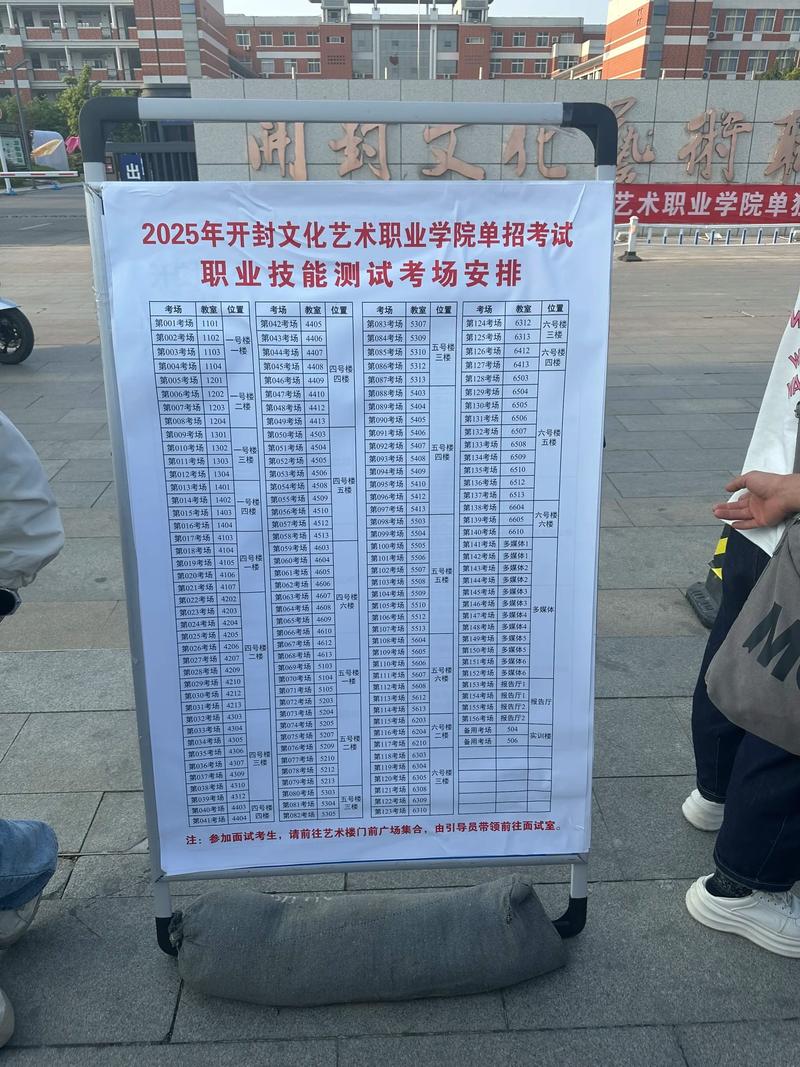 開封文化藝術職
出
艺术职业学院单招
2025年开封文化艺术职业学院单招考试
职业技能测试考场安排
考场 教室 位置
第001考场 1101 一号楼一楼
第002考场 1102
第003考场 1103
第004考场 1104
第005考场 1201 一号楼二楼
第006考场 1202
第007考场 1203
第008考场 1204
第009考场 1301 一号楼三楼
第010考场 1302
第011考场 1303
第012考场 1304
第013考场 1401 一号楼四楼
第014考场 1402
第015考场 1403
第016考场 1404
第017考场 4103 四号楼一楼
第018考场 4104
第019考场 4105
第020考场 4106
第021考场 4107
第022考场 4202 四号楼二楼
第023考场 4203
第024考场 4204
第025考场 4205
第026考场 4206
第027考场 4207
第028考场 4209
第029考场 4210
第030考场 4212
第031考场 4213
第032考场 4303 四号楼三楼
第033考场 4304
第034考场 4305
第035考场 4306
第036考场 4307
第037考场 4309
第038考场 4310
第039考场 4312
第040考场 4403 四号楼四楼
第041考场 4404
考场 教室 位置
第042考场 4405 四号楼四楼
第043考场 4406
第044考场 4407
第045考场 4408
第046考场 4409
第047考场 4410
第048考场 4412
第049考场 4413
第050考场 4503 四号楼五楼
第051考场 4504
第052考场 4505
第053考场 4506
第054考场 4508
第055考场 4509
第056考场 4510
第057考场 4512
第058考场 4513
第059考场 4603 四号楼六楼
第060考场 4604
第061考场 4605
第062考场 4606
第063考场 4607
第064考场 4608
第065考场 4609
第066考场 4610
第067考场 4612
第068考场 4613
第069考场 5103 五号楼一楼
第070考场 5104
第071考场 5105
第072考场 5203 五号楼二楼
第073考场 5204
第074考场 5205
第075考场 5207
第076考场 5209
第077考场 5210
第078考场 5212
第079考场 5213
第080考场 5303 五号楼三楼
第081考场 5304
第082考场 5305
考场 教室 位置
第083考场 5307 五号楼三楼
第084考场 5309
第085考场 5310
第086考场 5312
第087考场 5313
第088考场 5403 五号楼四楼
第089考场 5404
第090考场 5405
第091考场 5406
第092考场 5407
第093考场 5408
第094考场 5409
第095考场 5410
第096考场 5412
第097考场 5413
第098考场 5503 五号楼五楼
第099考场 5504
第100考场 5505
第101考场 5506
第102考场 5507
第103考场 5508
第104考场 5509
第105考场 5510
第106考场 5512
第107考场 5513
第108考场 5604 五号楼六楼
第109考场 5605
第110考场 5606
第111考场 5607
第112考场 5608
第113考场 5612
第114考场 5613
第115考场 6203 六号楼二楼
第116考场 6204
第117考场 6210
第118考场 6303 六号楼三楼
第119考场 6304
第120考场 6305
第121考场 6307
第122考场 6309
第123考场 6310
考场 教室 位置
第124考场 6312 六号楼三楼
第125考场 6313
第126考场 6412 六号楼四楼
第127考场 6413
第128考场 6503 六号楼五楼
第129考场 6504
第130考场 6505
第131考场 6506
第132考场 6507
第133考场 6508
第134考场 6509
第135考场 6510
第136考场 6512
第137考场 6513
第138考场 6604 六号楼六楼
第139考场 6605
第140考场 6610
第141考场 多媒体1 多媒体
第142考场 多媒体1
第143考场 多媒体2
第144考场 多媒体2
第145考场 多媒体3
第146考场 多媒体3
第147考场 多媒体4
第148考场 多媒体4
第149考场 多媒体5
第150考场 多媒体5
第151考场 多媒体6
第152考场 多媒体6
第153考场 报告厅1 报告厅
第154考场 报告厅1
第155考场 报告厅2
第156考场 报告厅2
备用考场 504 实训楼
备用考场 506
注：参加面试考生，请前往艺术楼门前广场集合，由引导员带领前往面试室。